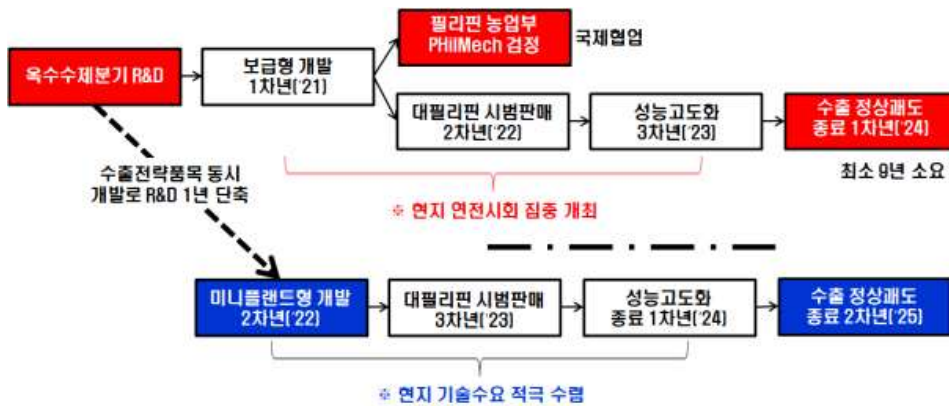 필리핀 농업부
PHilMech 검정
국제협업
옥수수제분기 R&D
보급형 개발
1차년('21)
대필리핀 시범판매
2차년('22)
성능고도화
3차년('23)
수출 정상괘도
종료 1차년('24)
최소 9년 소요
수출전략품목 동시
개발로 R&D 1년 단축
※ 현지 연전시회 집중 개최
미니플랜트형 개발
2차년('22)
대필리핀 시범판매
3차년('23)
성능고도화
종료 1차년('24)
수출 정상괘도
종료 2차년('25)
※ 현지 기술수요 적극 수렴